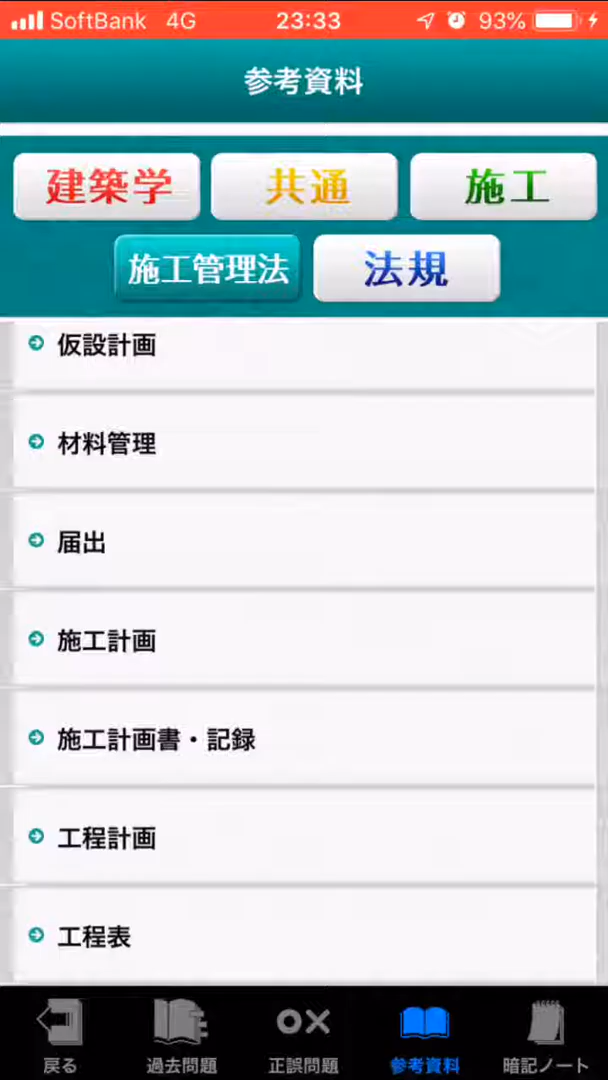 SoftBank 4G 23:33 93%
参考資料
建築学 共通 施工
施工管理法 法規
仮設計画
材料管理
届出
施工計画
施工計画書・記録
工程計画
工程表
戻る 過去問題 正誤問題 参考資料 暗記ノート